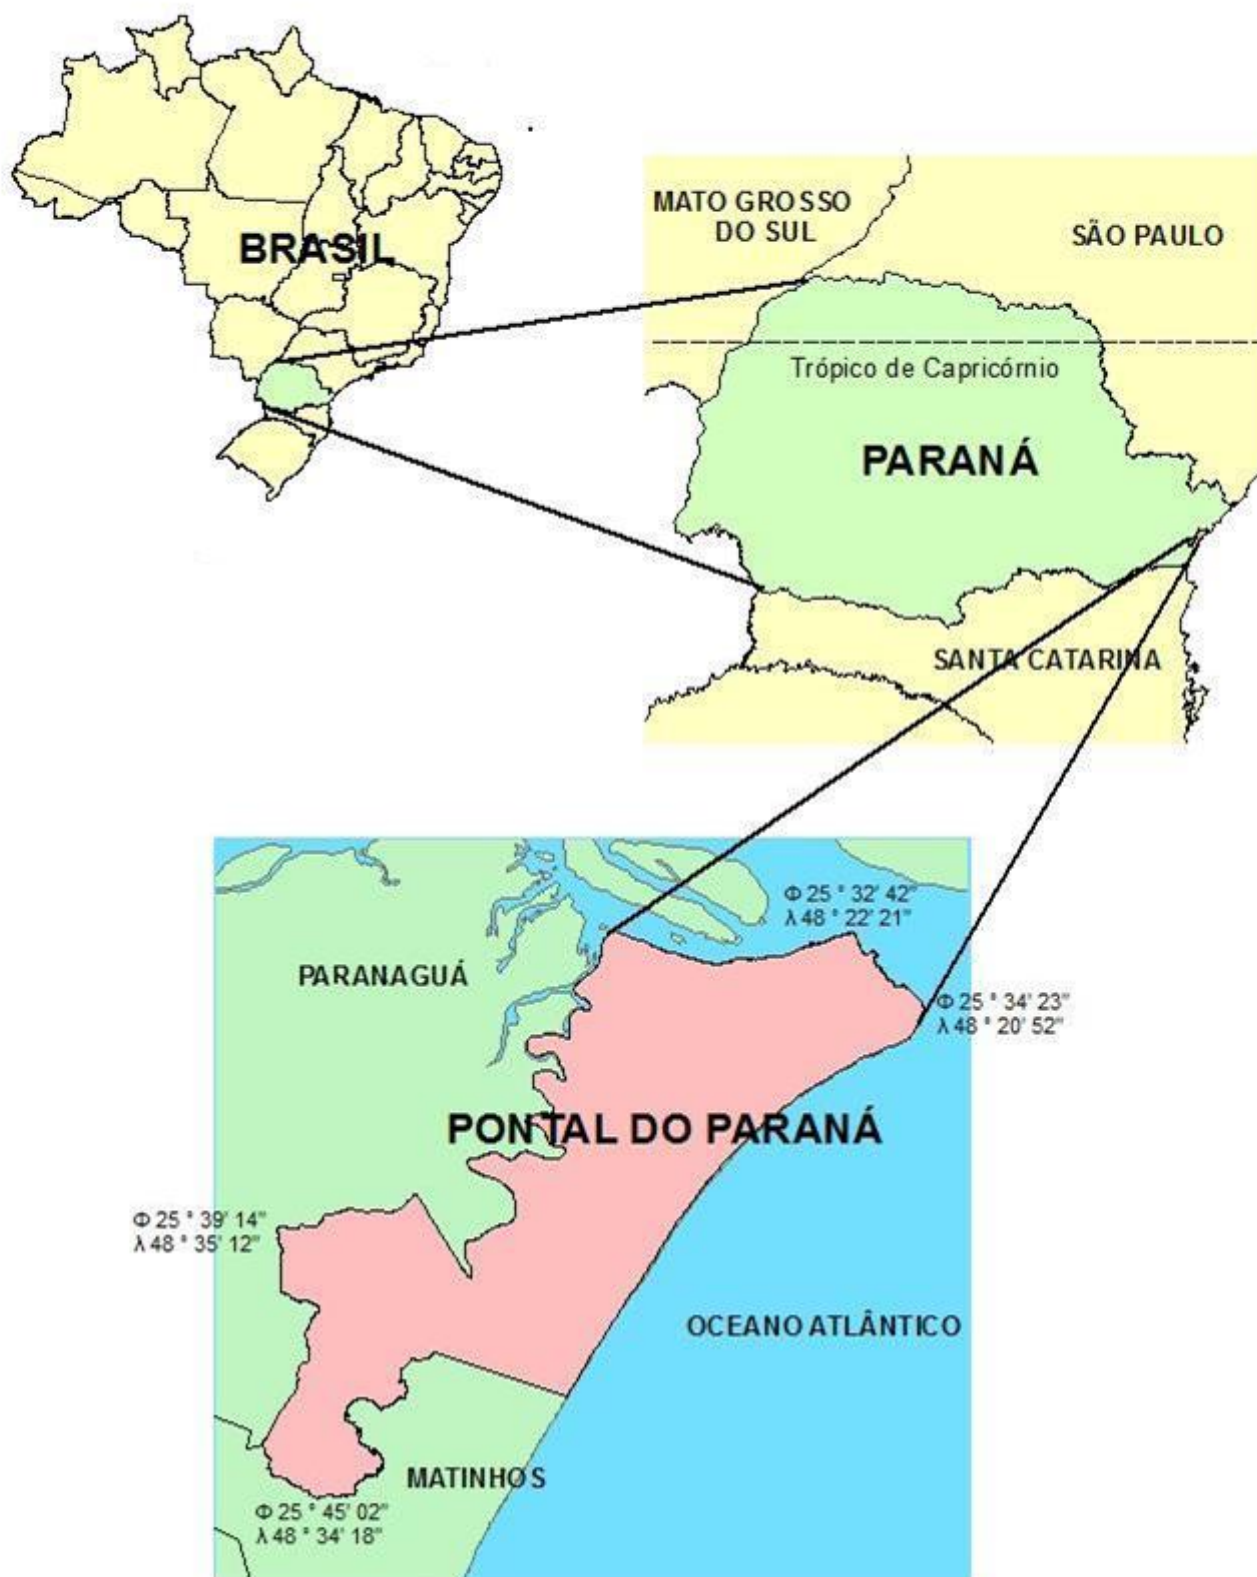 BRASIL
MATO GROSSO
DO SUL
SÃO PAULO
Trópico de Capricórnio
PARANÁ
SANTA CATARINA
Φ 25 ° 32' 42"
λ 48 ° 22' 21"
PARANAGUÁ
Φ 25 ° 34' 23"
λ 48 ° 20' 52"
PONTAL DO PARANÁ
Φ 25 ° 39' 14"
λ 48 ° 35' 12"
OCEANO ATLÂNTICO
MATINHOS
Φ 25 ° 45' 02"
λ 48 ° 34' 18"